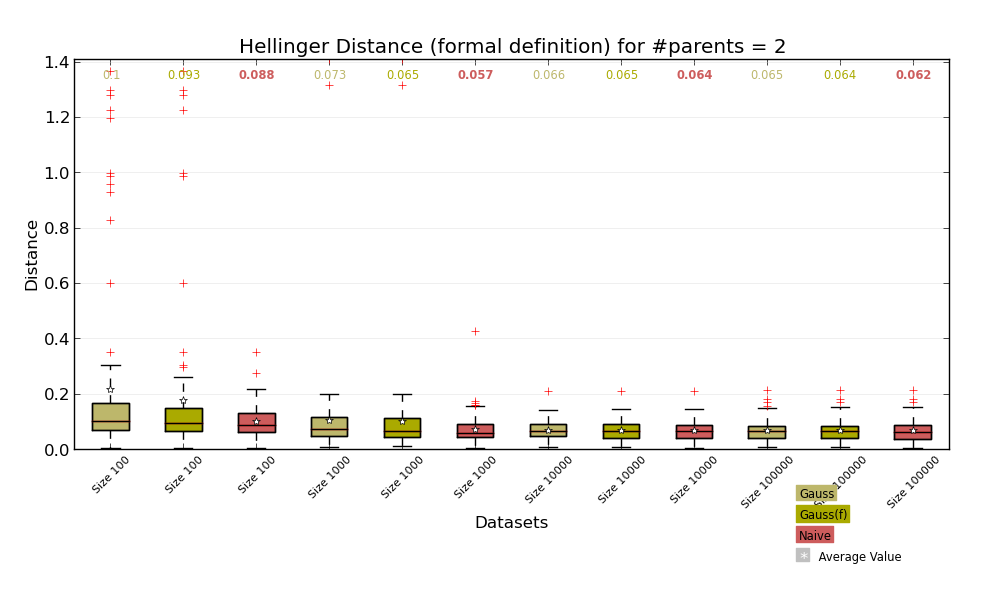 Hellinger Distance (formal definition) for #parents = 2
1.4
0.1 0.093 0.088 0.073 0.065 0.057 0.066 0.065 0.064 0.065 0.064 0.062
1.2
1.0
0.8
0.6
0.4
0.2
0.0
Distance
Size 100 Size 100 Size 100 Size 1000 Size 1000 Size 1000 Size 10000 Size 10000 Size 10000 Size 100000 Size 100000 Size 100000
Datasets
Gauss
Gauss(f)
Naive
* Average Value